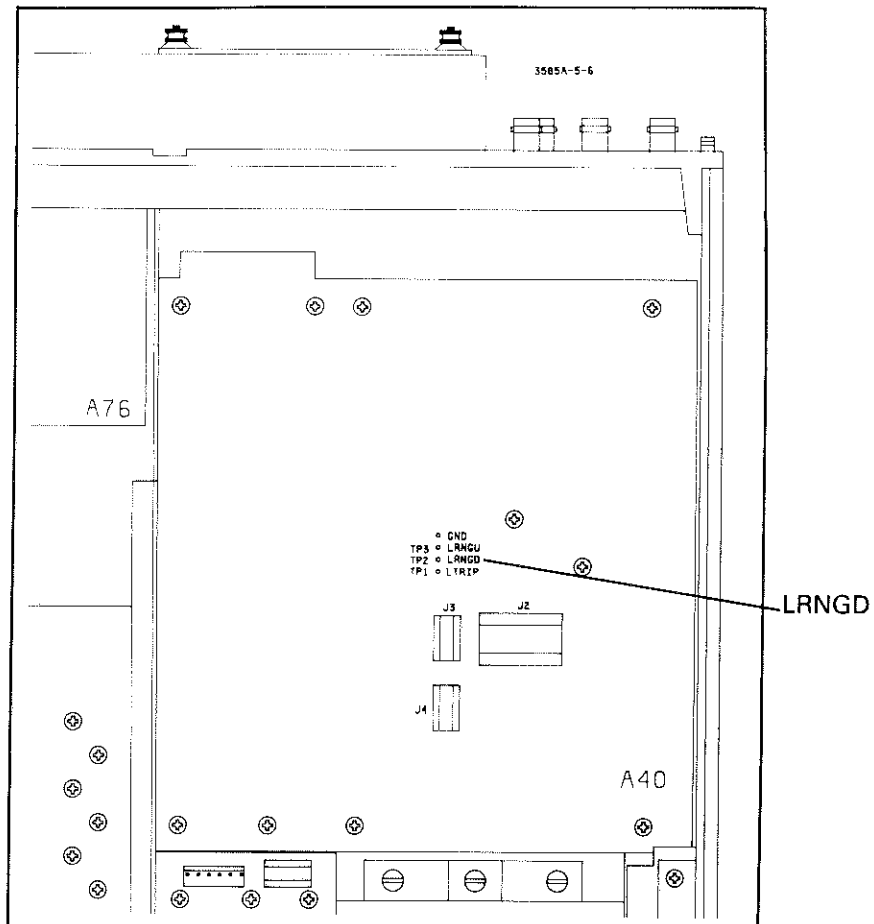 3585A-5-6
A76
GND
TP3 LRNGU
TP2 LRNGD
TP1 LTRIP
LRNGD
J3 J2
J4
A40